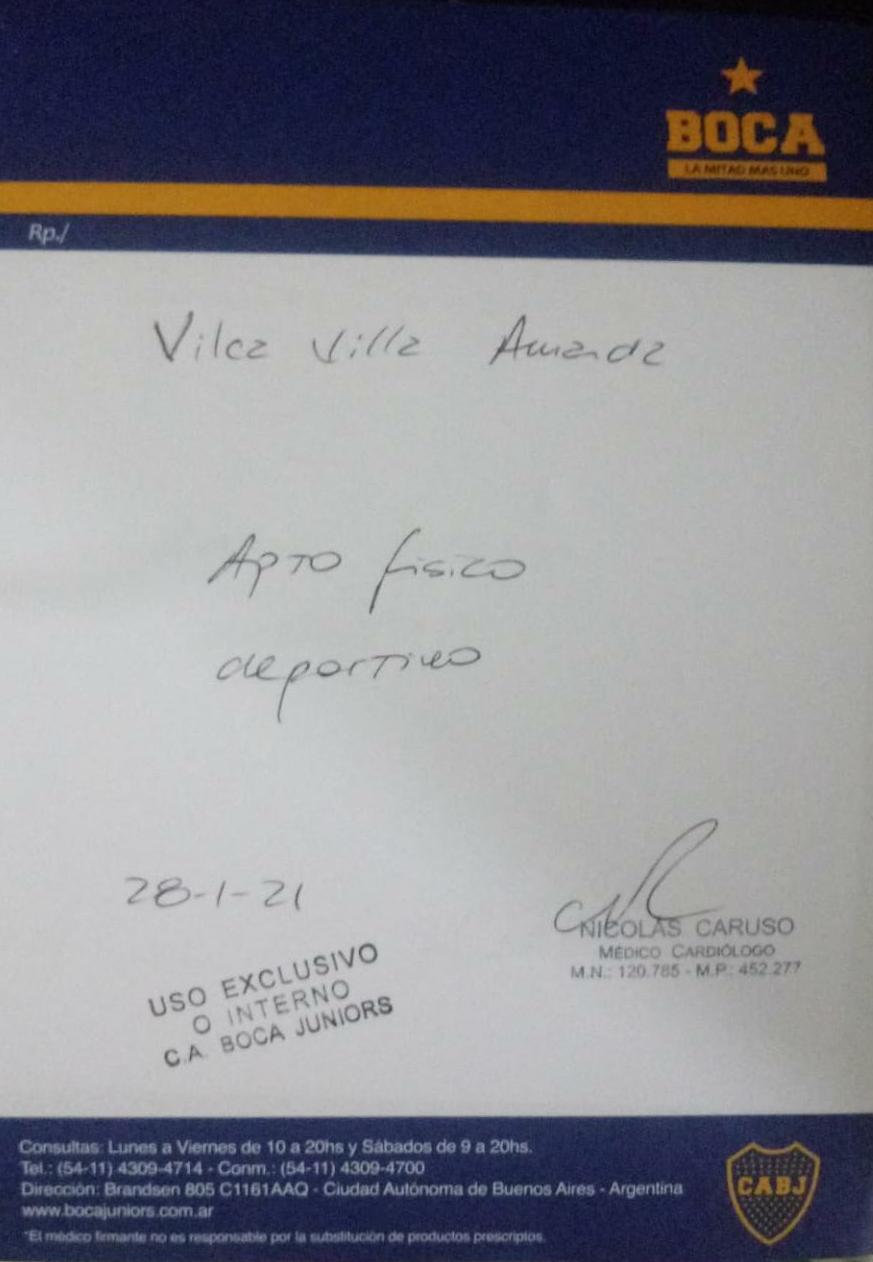 BOCA
LA MITAD MAS UNO
Rp./
Vilca Villa Amanda
Apto fisico
deportivo
28-1-21
NICOLAS CARUSO
MÉDICO CARDIÓLOGO
M.N.: 120.785 - M.P.: 452.277
USO EXCLUSIVO
O INTERNO
C.A. BOCA JUNIORS
Consultas: Lunes a Viernes de 10 a 20hs y Sábados de 9 a 20hs.
Tel.: (54-11) 4309-4714 - Conm.: (54-11) 4309-4700
Dirección: Brandsen 805 C1161AAQ - Ciudad Autónoma de Buenos Aires - Argentina
www.bocajuniors.com.ar
*El médico firmante no es responsable por la substitución de productos prescriptos.
CABJ